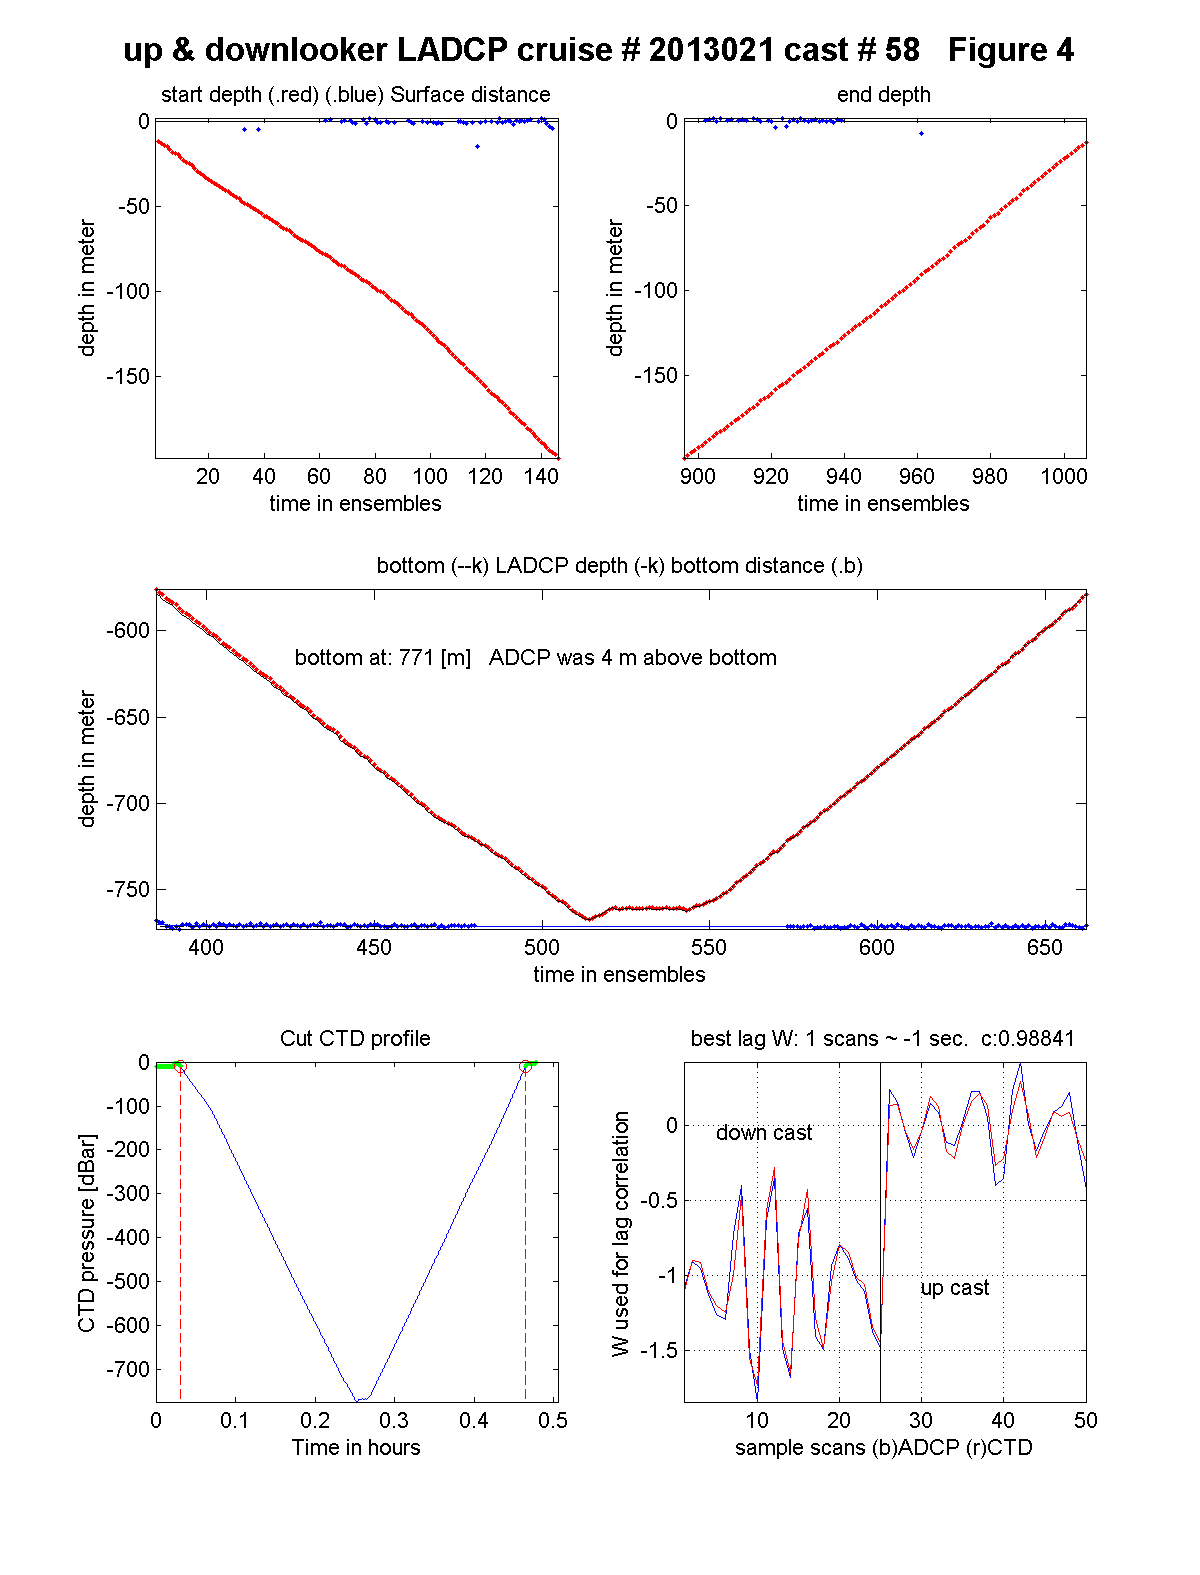 up & downlooker LADCP cruise # 2013021 cast # 58   Figure 4
start depth (.red) (.blue) Surface distance
depth in meter
0
-50
-100
-150
20 40 60 80 100 120 140
time in ensembles
end depth
depth in meter
0
-50
-100
-150
900 920 940 960 980 1000
time in ensembles
bottom (--k) LADCP depth (-k) bottom distance (.b)
depth in meter
-600
-650
-700
-750
bottom at: 771 [m]   ADCP was 4 m above bottom
400 450 500 550 600 650
time in ensembles
Cut CTD profile
CTD pressure [dBar]
0
-100
-200
-300
-400
-500
-600
-700
0 0.1 0.2 0.3 0.4 0.5
Time in hours
best lag W: 1 scans ~ -1 sec.  c:0.98841
W used for lag correlation
0
-0.5
-1
-1.5
down cast
up cast
10 20 30 40 50
sample scans (b)ADCP (r)CTD